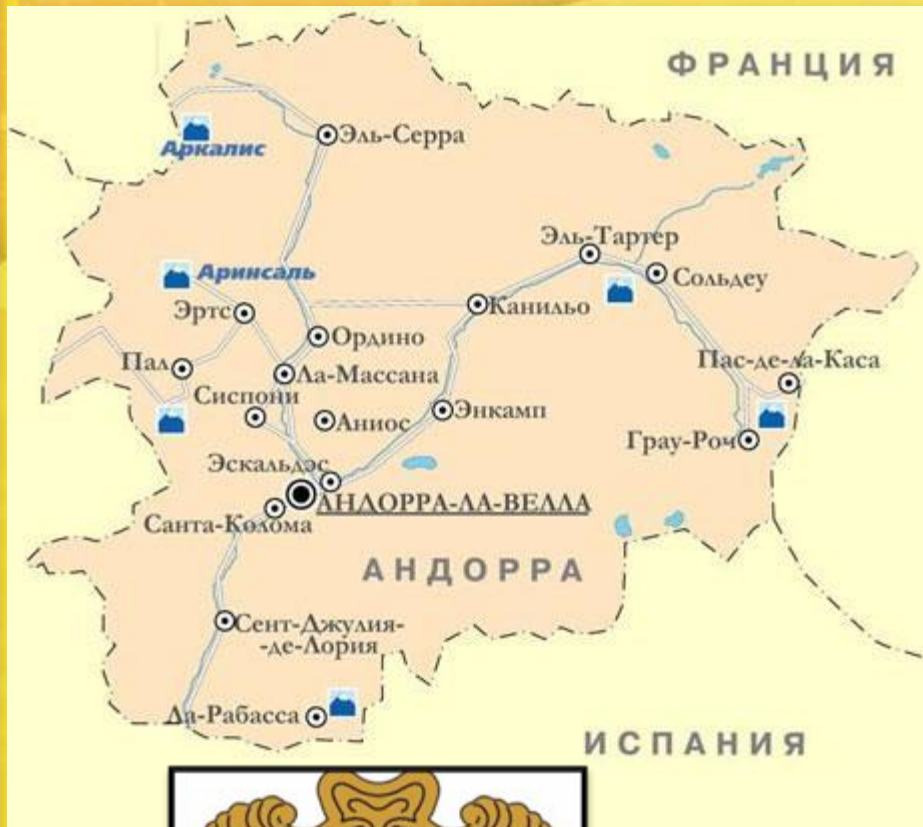 ФРАНЦИЯ
Эль-Серра
Аркалис
Эль-Тартер
Аринсаль
Сольдеу
Эртс
Канильо
Ордино
Пал
Пас-де-ла-Каса
Ла-Массана
Сиспони
Аниос
Энкамп
Грау-Роч
Эскальдэс
АНДОРРА-ЛА-ВЕЛЛА
Санта-Колома
АНДОРРА
Сент-Джулия-
-де-Лория
Ла-Рабасса
ИСПАНИЯ